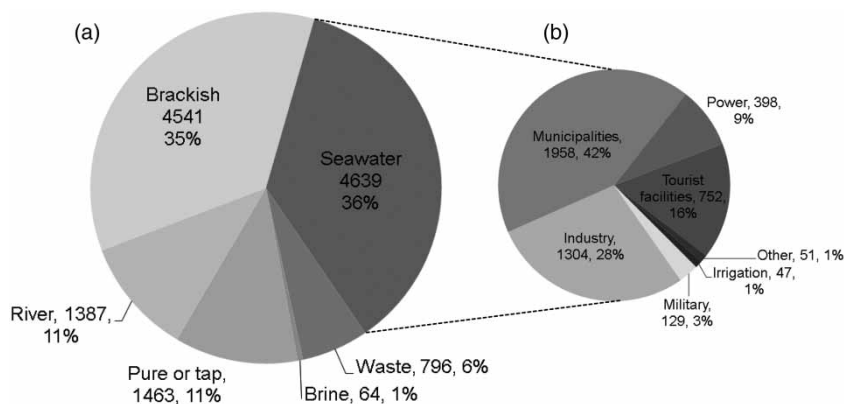 (a)
Brackish
4541
35%
Seawater
4639
36%
River, 1387,
11%
Pure or tap,
1463, 11%
Brine, 64, 1%
Waste, 796, 6%
(b)
Municipalities,
1958, 42%
Power, 398,
9%
Tourist
facilities, 752,
16%
Other, 51, 1%
Irrigation, 47,
1%
Military,
129, 3%
Industry,
1304, 28%